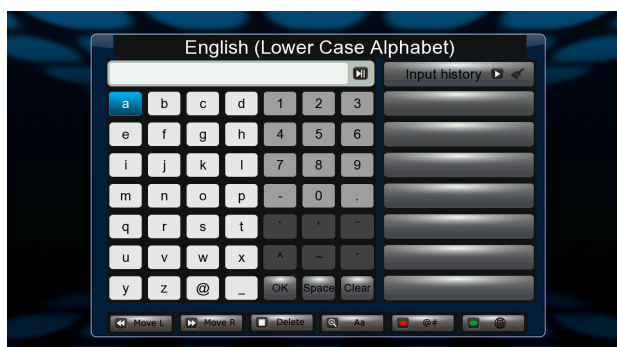 English (Lower Case Alphabet)
Input history
a b c d 1 2 3
e f g h 4 5 6
i j k l 7 8 9
m n o p - 0 .
q r s t ` ' ¨
u v w x ^ ~ ´
y z @ _ OK Space Clear
Move L Move R Delete Aa @#